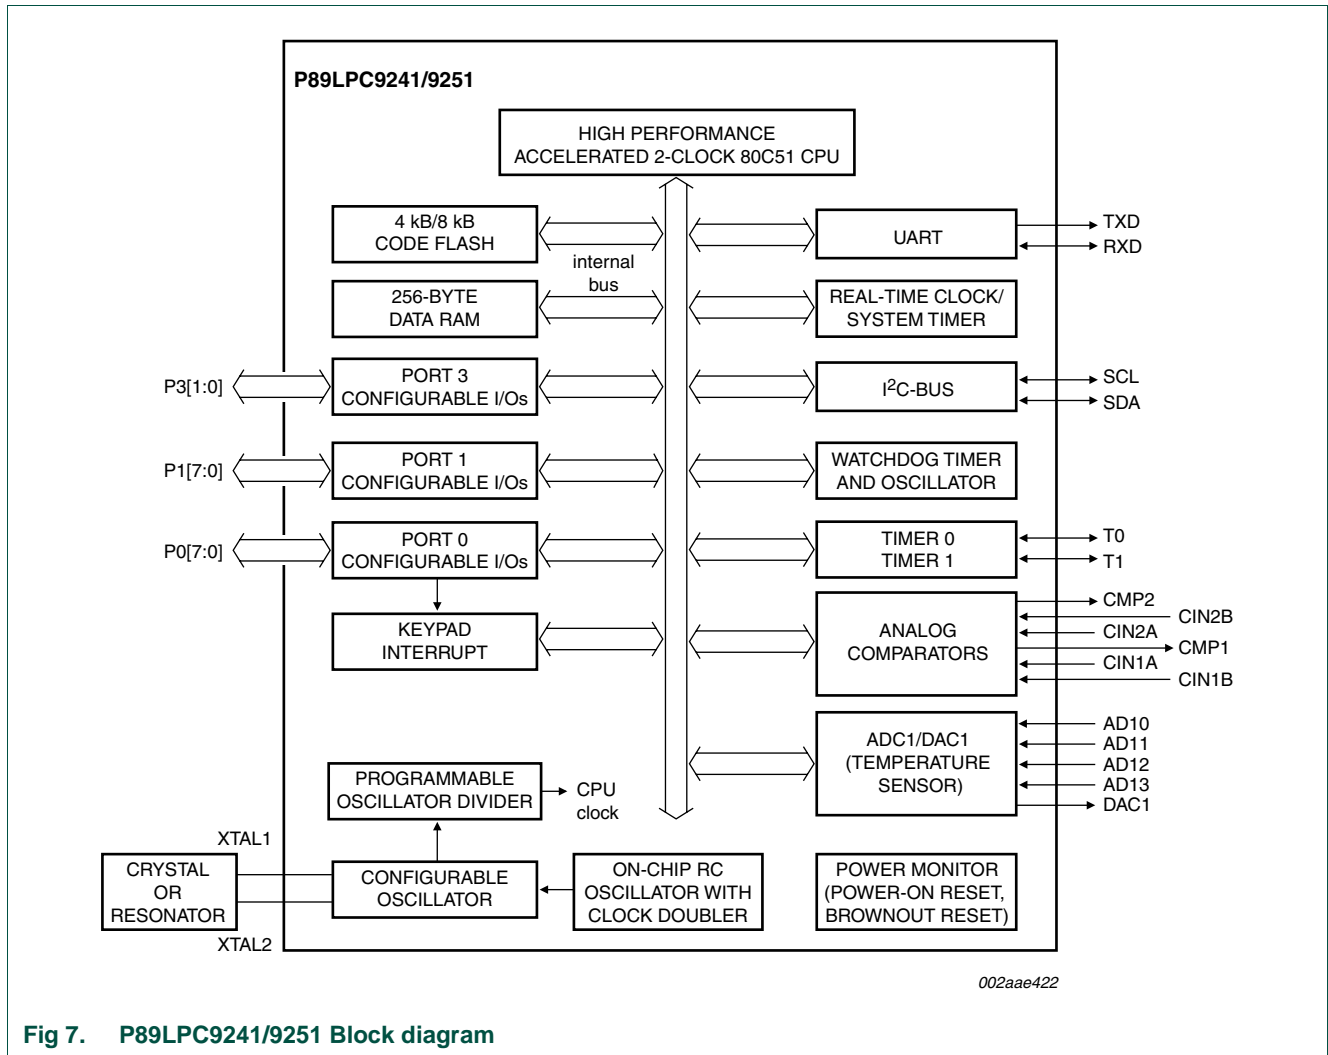 P89LPC9241/9251
HIGH PERFORMANCE
ACCELERATED 2-CLOCK 80C51 CPU
4 kB/8 kB
CODE FLASH
internal
bus
256-BYTE
DATA RAM
P3[1:0]
PORT 3
CONFIGURABLE I/Os
P1[7:0]
PORT 1
CONFIGURABLE I/Os
P0[7:0]
PORT 0
CONFIGURABLE I/Os
KEYPAD
INTERRUPT
UART
TXD
RXD
REAL-TIME CLOCK/
SYSTEM TIMER
I²C-BUS
SCL
SDA
WATCHDOG TIMER
AND OSCILLATOR
TIMER 0
TIMER 1
T0
T1
ANALOG
COMPARATORS
CMP2
CIN2B
CIN2A
CMP1
CIN1A
CIN1B
ADC1/DAC1
(TEMPERATURE
SENSOR)
AD10
AD11
AD12
AD13
DAC1
PROGRAMMABLE
OSCILLATOR DIVIDER
CPU
clock
XTAL1
CRYSTAL
OR
RESONATOR
XTAL2
CONFIGURABLE
OSCILLATOR
ON-CHIP RC
OSCILLATOR WITH
CLOCK DOUBLER
POWER MONITOR
(POWER-ON RESET,
BROWNOUT RESET)
002aae422
Fig 7. P89LPC9241/9251 Block diagram